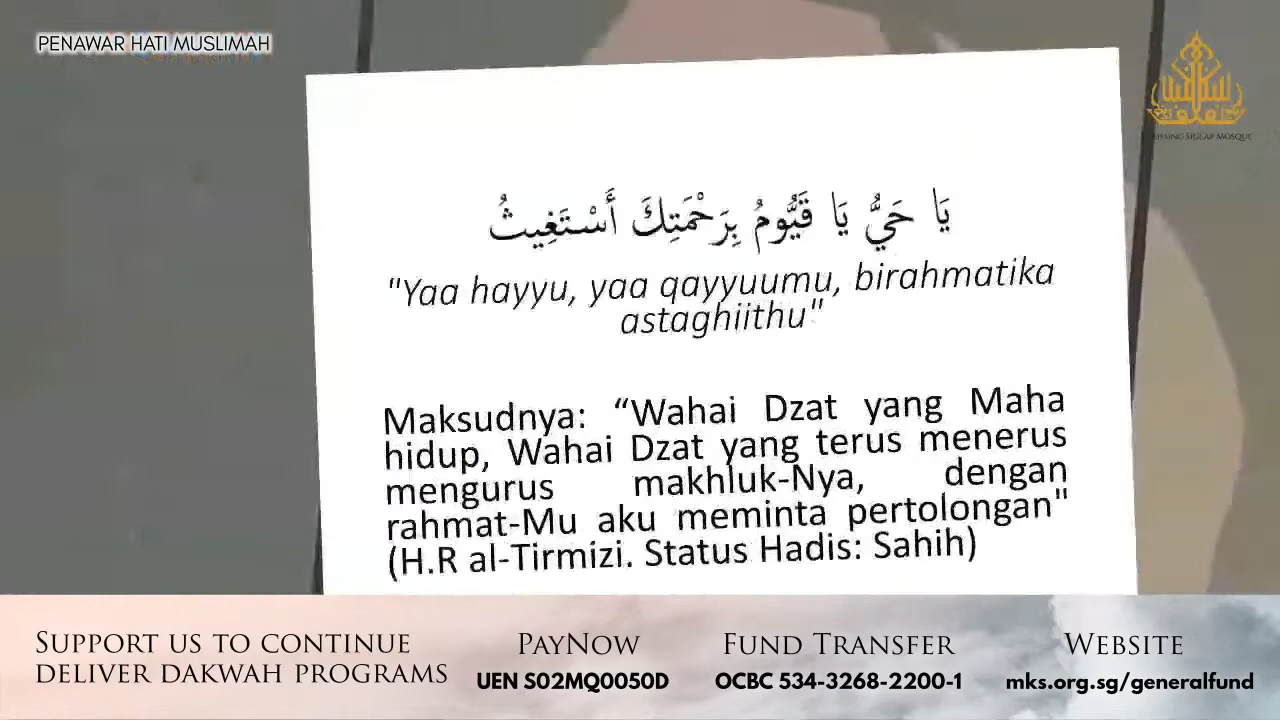 PENAWAR HATI MUSLIMAH
يَا حَيُّ يَا قَيُّومُ بِرَحْمَتِكَ أَسْتَغِيثُ
"Yaa hayyu, yaa qayyuumu, birahmatika
astaghiithu"
Maksudnya: “Wahai Dzat yang Maha
hidup, Wahai Dzat yang terus menerus
mengurus makhluk-Nya, dengan
rahmat-Mu aku meminta pertolongan"
(H.R al-Tirmizi. Status Hadis: Sahih)
SUPPORT US TO CONTINUE
DELIVER DAKWAH PROGRAMS
PAYNOW
UEN S02MQ0050D
FUND TRANSFER
OCBC 534-3268-2200-1
WEBSITE
mks.org.sg/generalfund